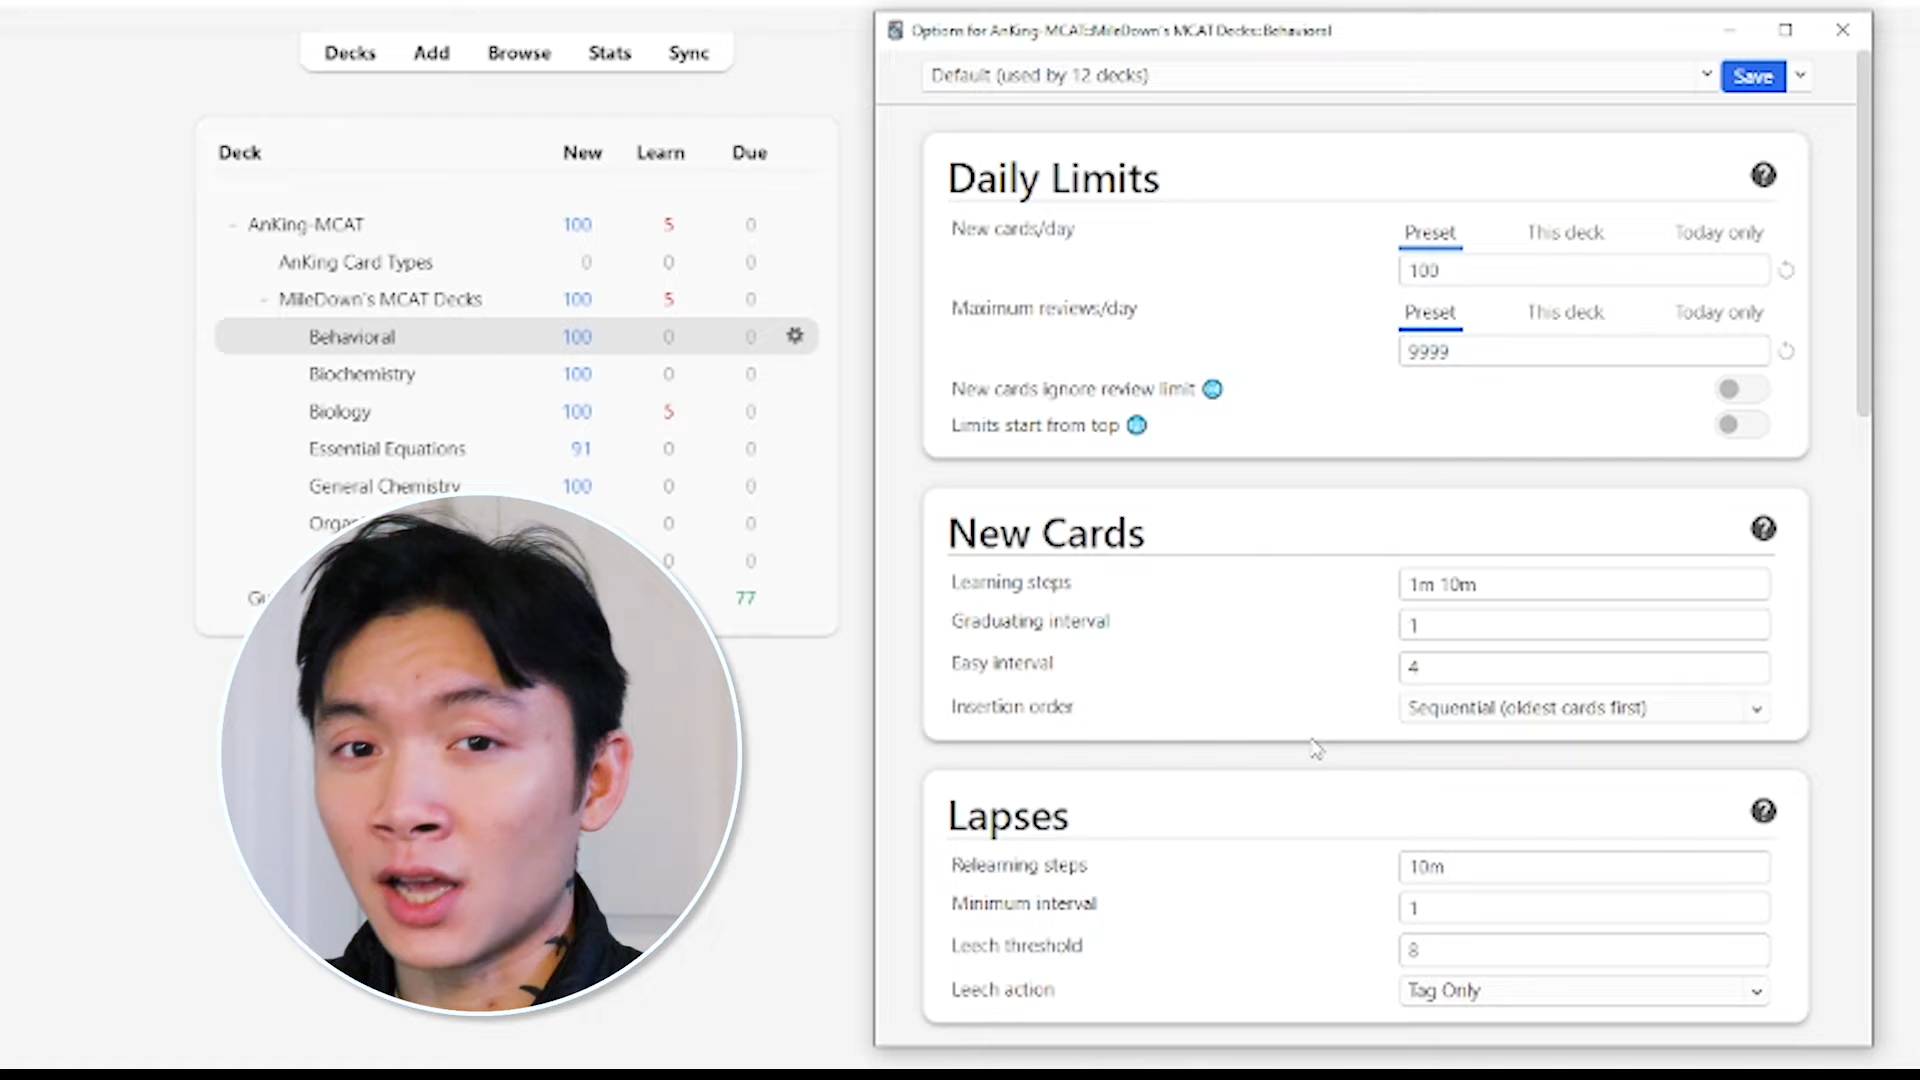 Decks Add Browse Stats Sync
Deck New Learn Due
AnKing-MCAT 100 5 0
AnKing Card Types 0 0 0
MileDown's MCAT Decks 100 5 0
Behavioral 100 0 0
Biochemistry 100 0 0
Biology 100 5 0
Essential Equations 91 0 0
General Chemistry 100 0 0
0 0
0 0
77
Options for AnKing-MCAT::MileDown's MCAT Decks::Behavioral
Default (used by 12 decks) Save
Daily Limits
New cards/day Preset This deck Today only
100
Maximum reviews/day Preset This deck Today only
9999
New cards ignore review limit
Limits start from top
New Cards
Learning steps 1m 10m
Graduating interval 1
Easy interval 4
Insertion order Sequential (oldest cards first)
Lapses
Relearning steps 10m
Minimum interval 1
Leech threshold 8
Leech action Tag Only